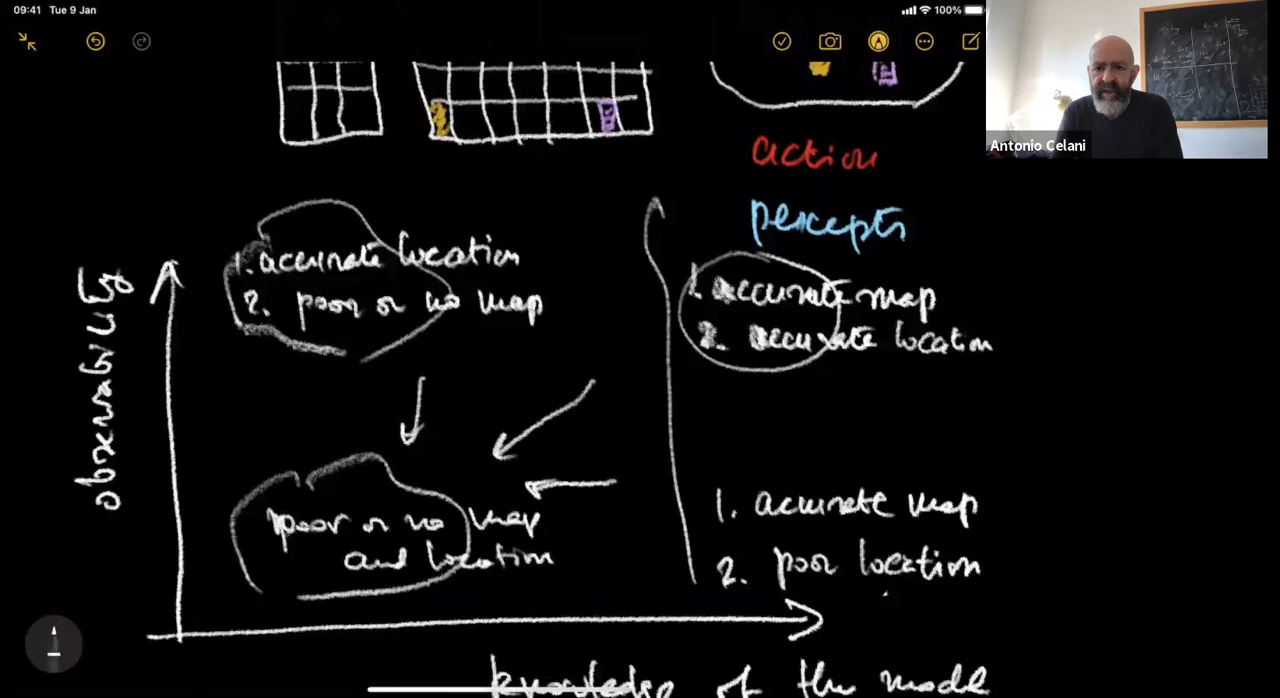 09:41 Tue 9 Jan
100%
Antonio Celani
action
percepts
observability
1. accurate location
2. poor or no map
1. accurate map
2. accurate location
poor or no map
and location
1. accurate map
2. poor location
knowledge of the model